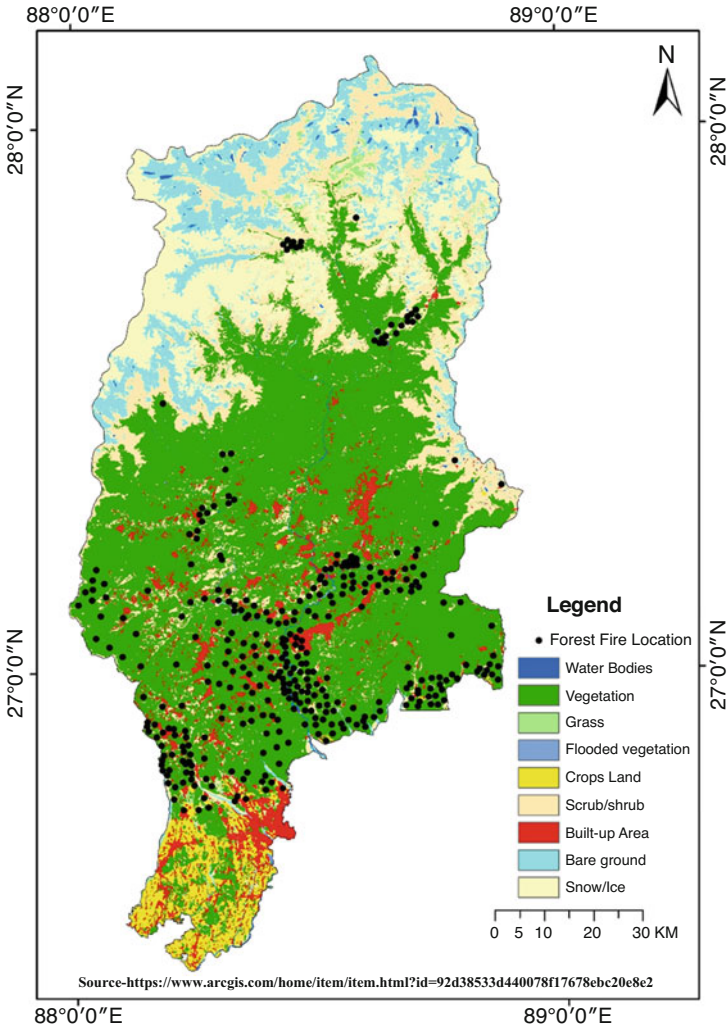 88°0'0"E 89°0'0"E
N
28°0'0"N 28°0'0"N
27°0'0"N 27°0'0"N
Legend
Forest Fire Location
Water Bodies
Vegetation
Grass
Flooded vegetation
Crops Land
Scrub/shrub
Built-up Area
Bare ground
Snow/Ice
0 5 10 20 30 KM
Source-https://www.arcgis.com/home/item/item.html?id=92d38533d440078f17678ebc20e8e2
88°0'0"E 89°0'0"E